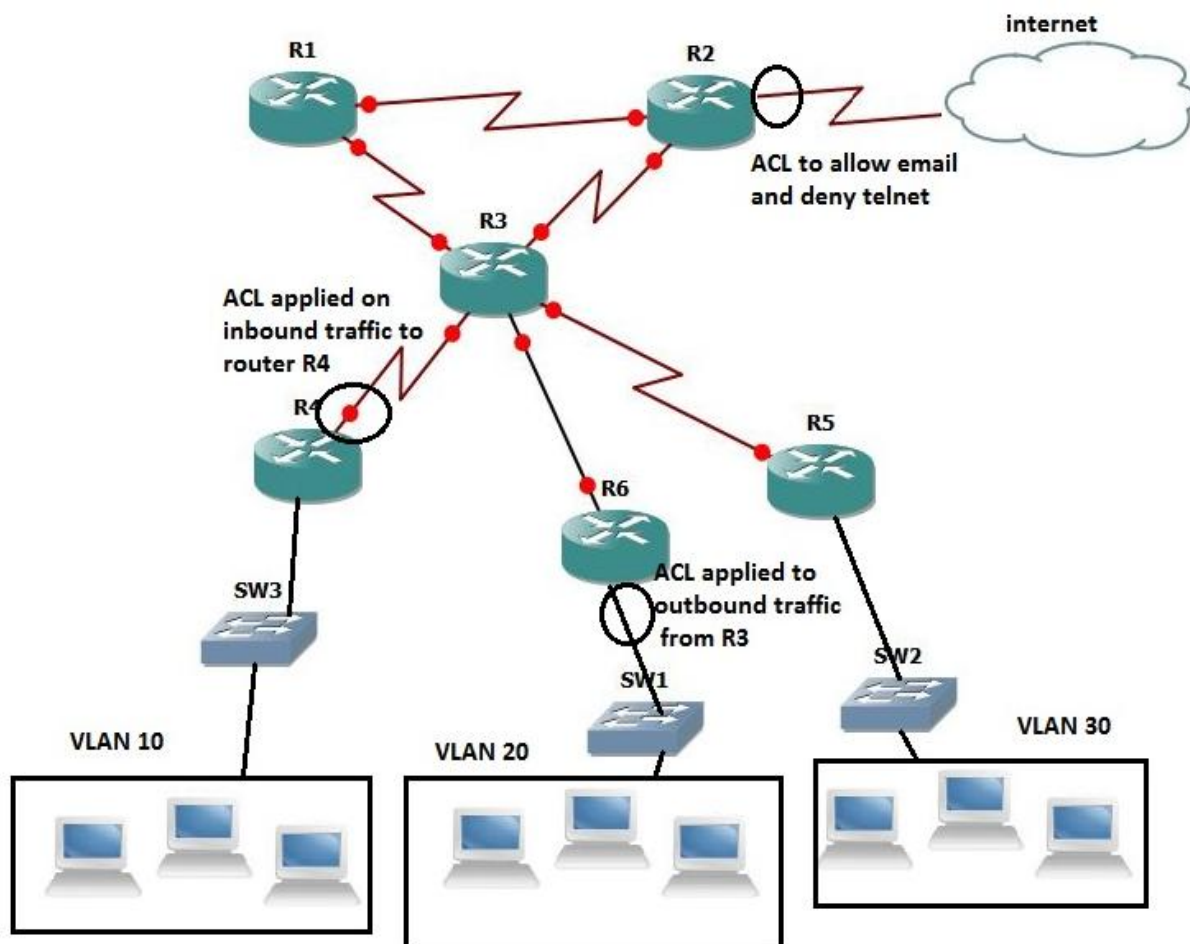 internet
R1
R2
ACL to allow email
and deny telnet
R3
ACL applied on
inbound traffic to
router R4
R4
R5
R6
ACL applied to
outbound traffic
from R3
SW3
SW1
SW2
VLAN 10
VLAN 20
VLAN 30